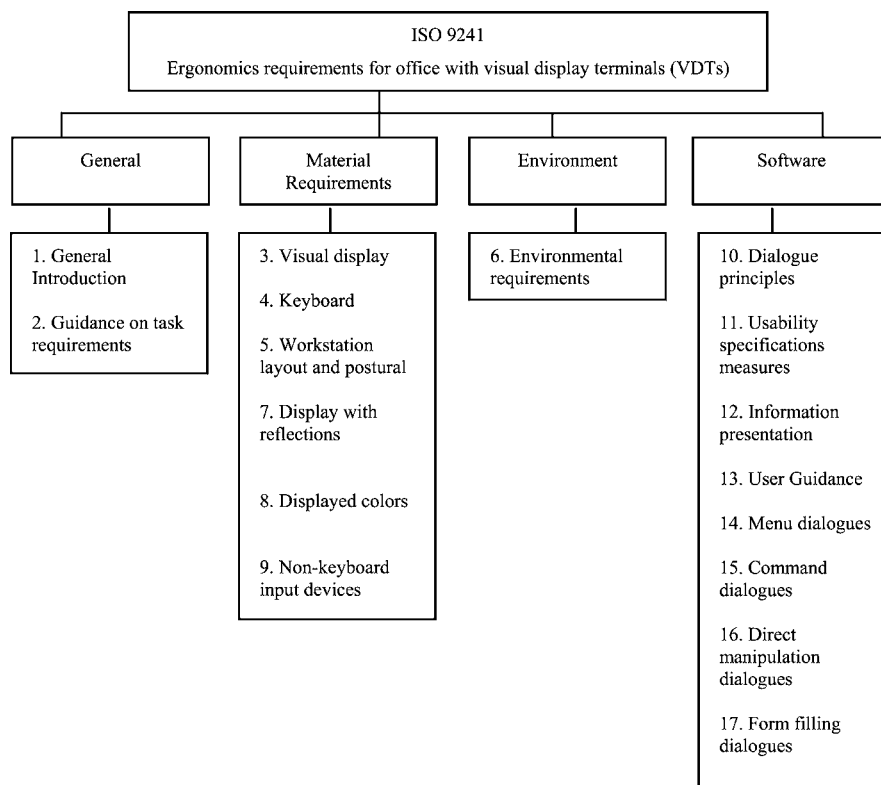 ISO 9241
Ergonomics requirements for office with visual display terminals (VDTs)
General
Material
Requirements
Environment
Software
1. General
Introduction
2. Guidance on task
requirements
3. Visual display
4. Keyboard
5. Workstation
layout and postural
7. Display with
reflections
8. Displayed colors
9. Non-keyboard
input devices
6. Environmental
requirements
10. Dialogue
principles
11. Usability
specifications
measures
12. Information
presentation
13. User Guidance
14. Menu dialogues
15. Command
dialogues
16. Direct
manipulation
dialogues
17. Form filling
dialogues